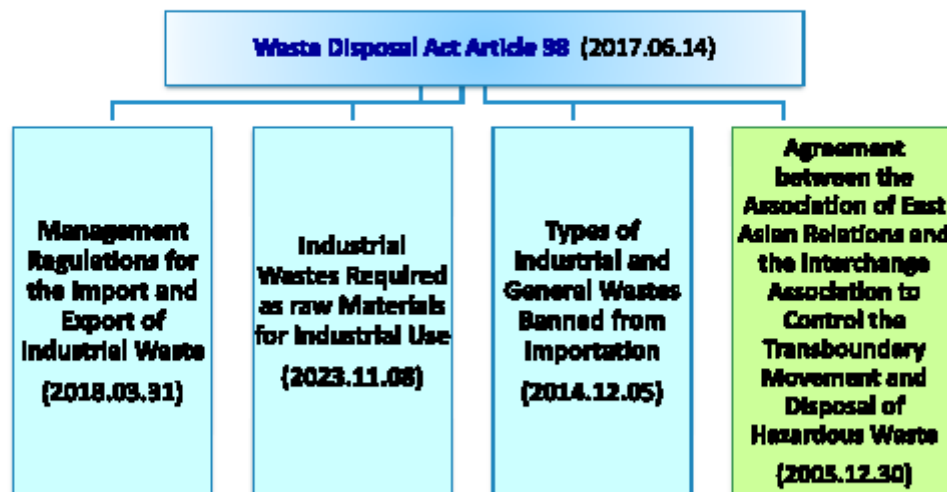 Waste Disposal Act Article 38 (2017.06.14)
Management
Regulations for
the Import and
Export of
Industrial Waste
(2018.03.31)
Industrial
Wastes Required
as raw Materials
for Industrial Use
(2023.11.08)
Types of
Industrial and
General Wastes
Banned from
Importation
(2014.12.05)
Agreement
between the
Association of East
Asian Relations and
the Interchange
Association to
Control the
Transboundary
Movement and
Disposal of
Hazardous Waste
(2005.12.30)